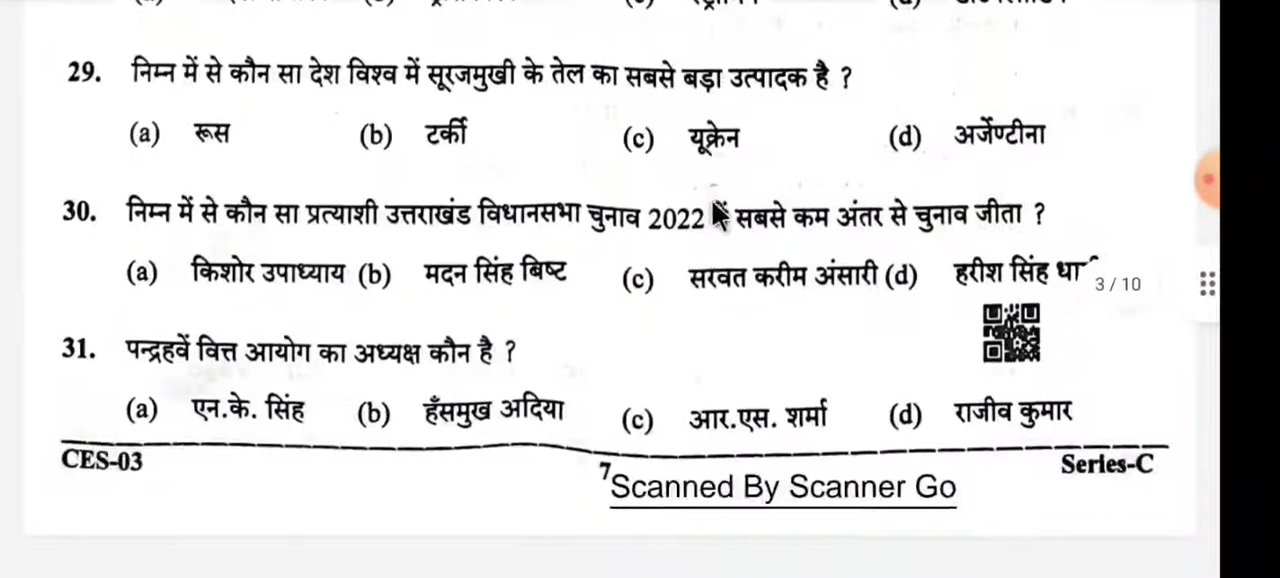 29. निम्न में से कौन सा देश विश्व में सूरजमुखी के तेल का सबसे बड़ा उत्पादक है ?
(a) रूस (b) टर्की (c) यूक्रेन (d) अर्जेण्टीना
30. निम्न में से कौन सा प्रत्याशी उत्तराखंड विधानसभा चुनाव 2022 में सबसे कम अंतर से चुनाव जीता ?
(a) किशोर उपाध्याय (b) मदन सिंह बिष्ट (c) सरवत करीम अंसारी (d) हरीश सिंह
3 / 10
31. पन्द्रहवें वित्त आयोग का अध्यक्ष कौन है ?
(a) एन.के. सिंह (b) हँसमुख अदिया (c) आर.एस. शर्मा (d) राजीव कुमार
CES-03 7 Series-C
Scanned By Scanner Go